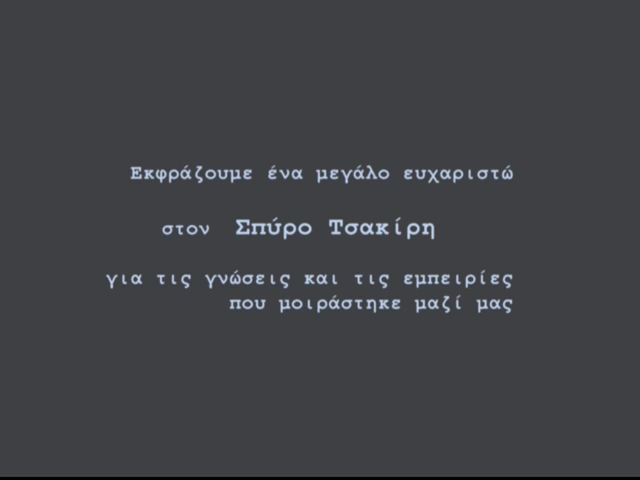 Εκφράζουμε ένα μεγάλο ευχαριστώ
στον Σπύρο Τσακίρη
για τις γνώσεις και τις εμπειρίες
που μοιράστηκε μαζί μας